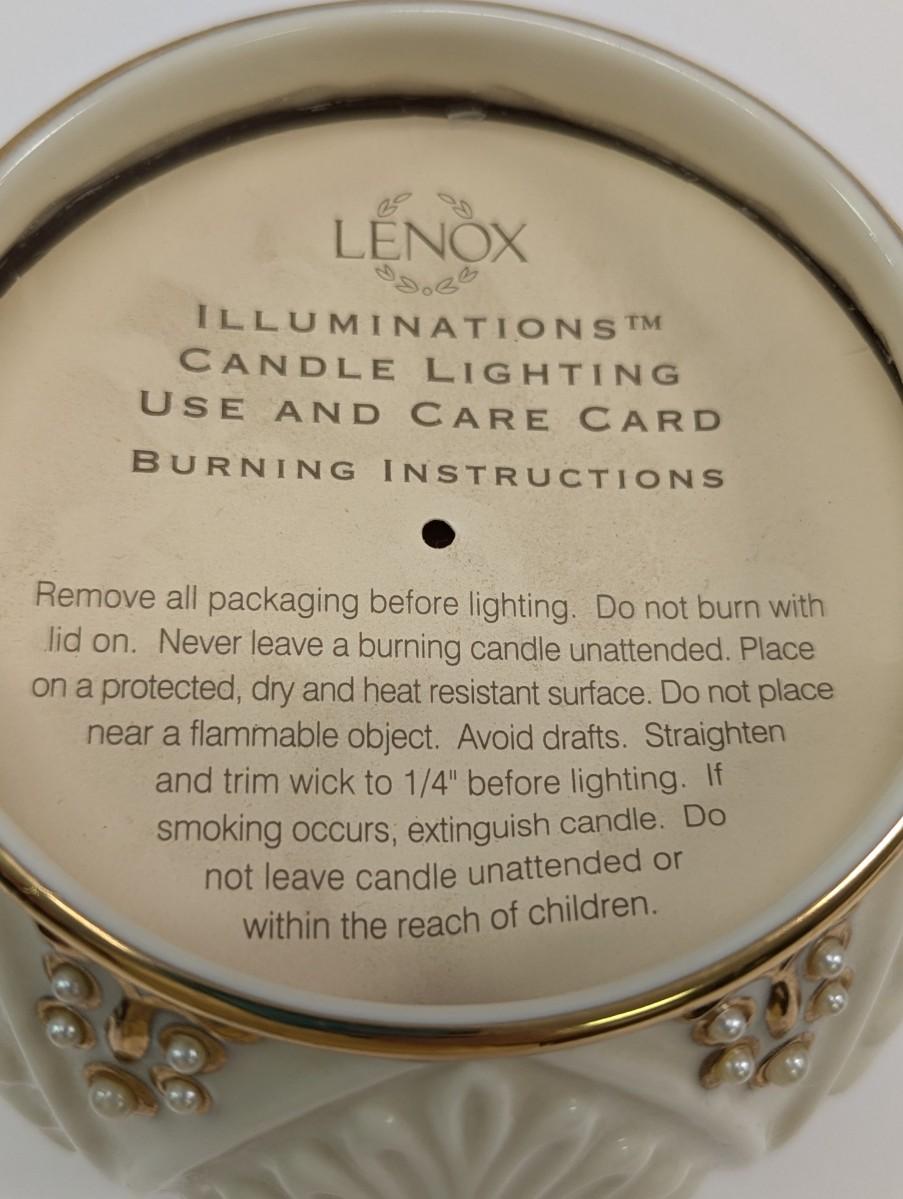 LENOX
ILLUMINATIONS™
CANDLE LIGHTING
USE AND CARE CARD
BURNING INSTRUCTIONS
Remove all packaging before lighting. Do not burn with
lid on. Never leave a burning candle unattended. Place
on a protected, dry and heat resistant surface. Do not place
near a flammable object. Avoid drafts. Straighten
and trim wick to 1/4" before lighting. If
smoking occurs, extinguish candle. Do
not leave candle unattended or
within the reach of children.